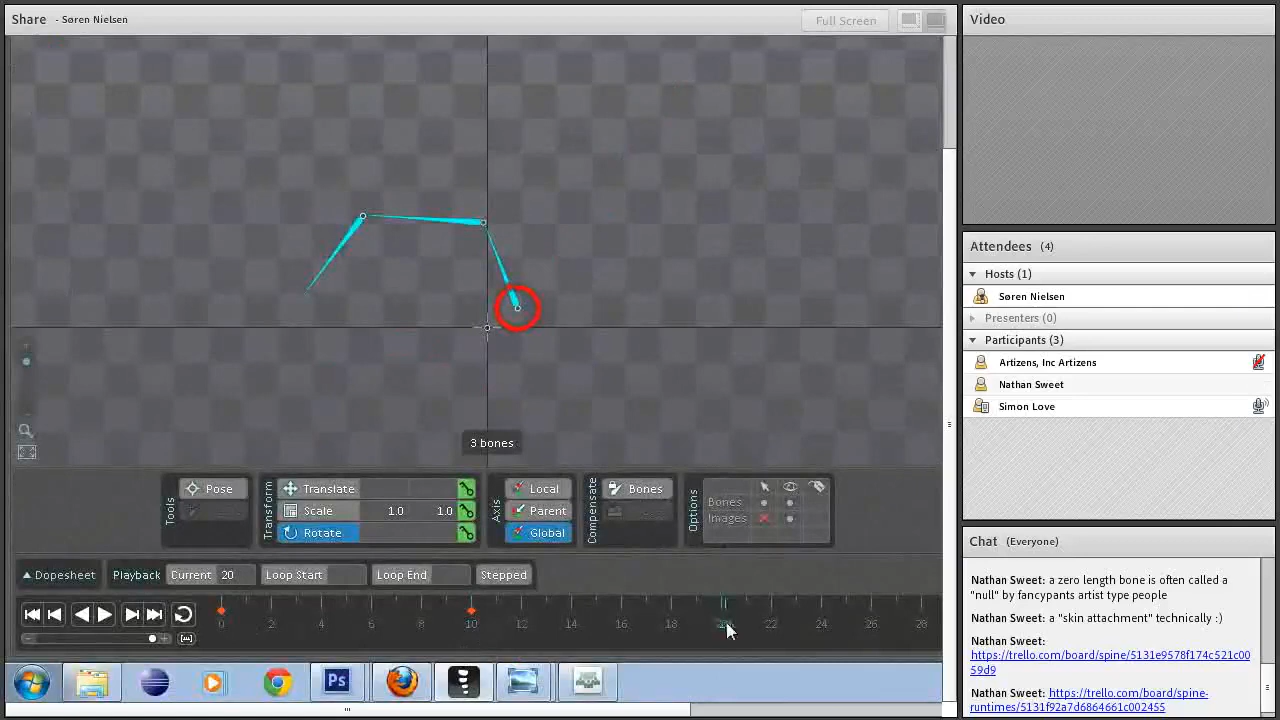 Share - Søren Nielsen
Full Screen
Video
Attendees (4)
Hosts (1)
Søren Nielsen
Presenters (0)
Participants (3)
Artizens, Inc Artizens
Nathan Sweet
Simon Love
3 bones
Tools
Pose
Transform
Translate
Scale 1.0 1.0
Rotate
Axis
Local
Parent
Global
Compensate
Bones
Options
Bones
Images
Dopesheet
Playback
Current 20
Loop Start
Loop End
Stepped
0 2 4 6 8 10 12 14 16 18 22 24 26 28
Ps
Chat (Everyone)
Nathan Sweet: a zero length bone is often called a
"null" by fancypants artist type people
Nathan Sweet: a "skin attachment" technically :)
Nathan Sweet:
https://trello.com/board/spine/5131e9578f174c521c00
59d9
Nathan Sweet: https://trello.com/board/spine-
runtimes/5131f92a7d6864661c002455